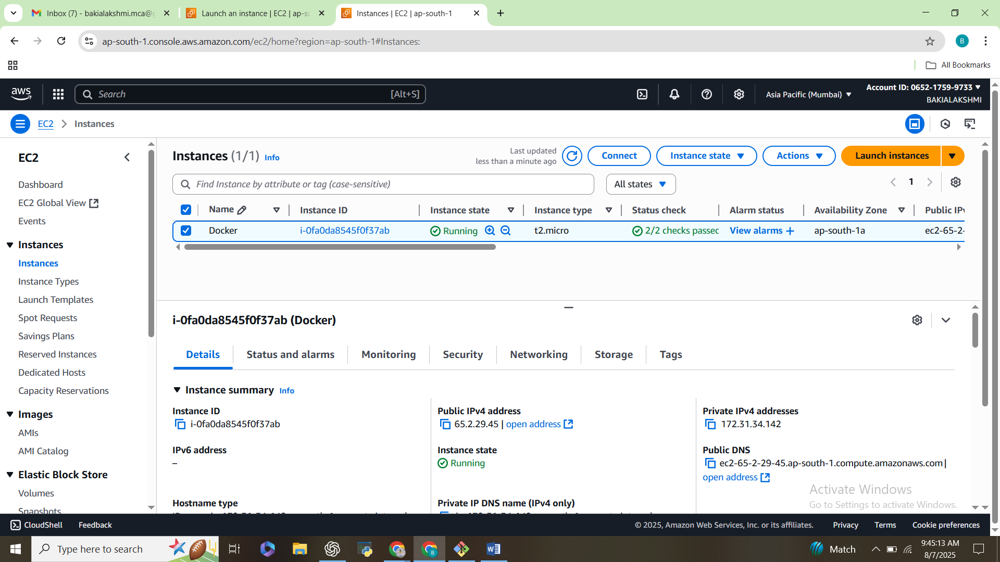 Inbox (7) - bakialakshmi.mca@g
Launch an instance | EC2 | ap-so
Instances | EC2 | ap-south-1
ap-south-1.console.aws.amazon.com/ec2/home?region=ap-south-1#Instances:
B
All Bookmarks
aws
Search
[Alt+S]
Asia Pacific (Mumbai)
Account ID: 0652-1759-9733
BAKIALAKSHMI
EC2
Instances
EC2
Dashboard
EC2 Global View
Events
Instances
Instances
Instance Types
Launch Templates
Spot Requests
Savings Plans
Reserved Instances
Dedicated Hosts
Capacity Reservations
Images
AMIs
AMI Catalog
Elastic Block Store
Volumes
Snapshots
Instances (1/1) Info
Last updated
less than a minute ago
Connect
Instance state
Actions
Launch instances
Find Instance by attribute or tag (case-sensitive)
All states
1
Name Instance ID Instance state Instance type Status check Alarm status Availability Zone Public IPv
Docker i-0fa0da8545f0f37ab Running t2.micro 2/2 checks passed View alarms + ap-south-1a ec2-65-2-
i-0fa0da8545f0f37ab (Docker)
Details Status and alarms Monitoring Security Networking Storage Tags
Instance summary Info
Instance ID
i-0fa0da8545f0f37ab
Public IPv4 address
65.2.29.45 | open address
Private IPv4 addresses
172.31.34.142
IPv6 address
–
Instance state
Running
Public DNS
ec2-65-2-29-45.ap-south-1.compute.amazonaws.com |
open address
Hostname type
Private IP DNS name (IPv4 only)
Activate Windows
Go to Settings to activate Windows.
CloudShell
Feedback
© 2025, Amazon Web Services, Inc. or its affiliates.
Privacy
Terms
Cookie preferences
Type here to search
B
Match
9:45:13 AM
8/7/2025